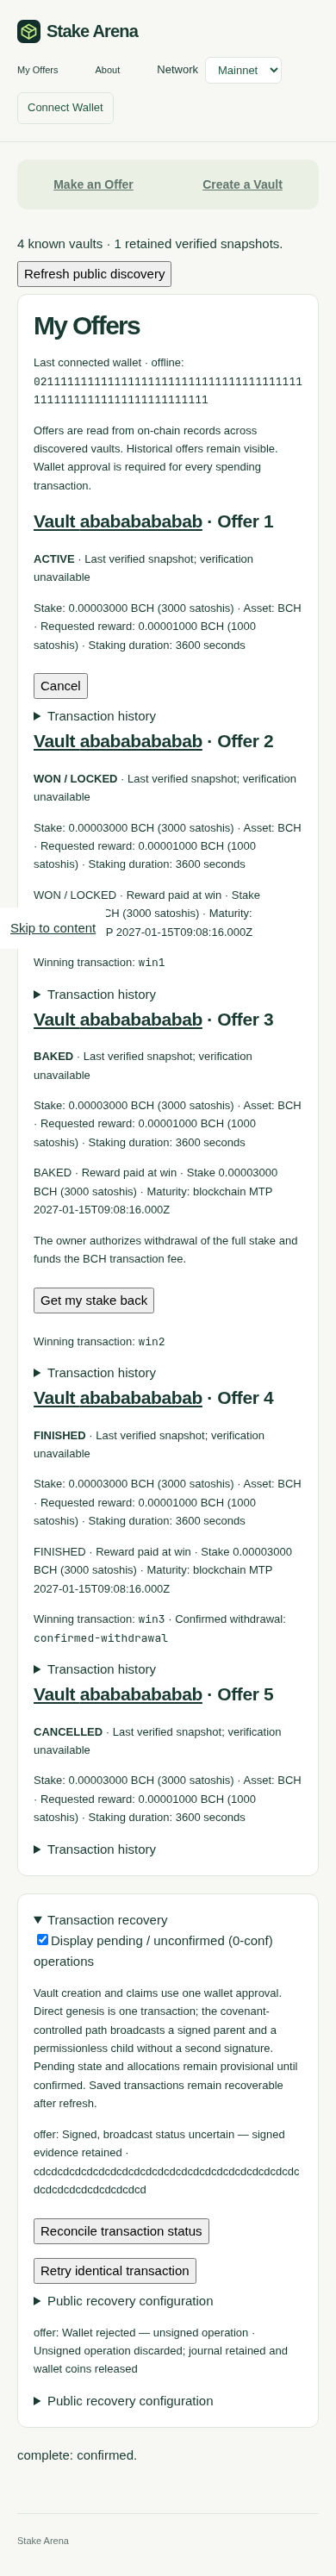 Stake Arena
My Offers About Network Mainnet
Connect Wallet
Make an Offer Create a Vault
4 known vaults · 1 retained verified snapshots.
Refresh public discovery
My Offers
Last connected wallet · offline:
Offers are read from on-chain records across
discovered vaults. Historical offers remain visible.
Wallet approval is required for every spending
transaction.
Vault abababababab · Offer 1
ACTIVE · Last verified snapshot; verification
unavailable
Stake: 0.00003000 BCH (3000 satoshis) · Asset: BCH
· Requested reward: 0.00001000 BCH (1000
satoshis) · Staking duration: 3600 seconds
Cancel
Transaction history
Vault abababababab · Offer 2
WON / LOCKED · Last verified snapshot; verification
unavailable
Stake: 0.00003000 BCH (3000 satoshis) · Asset: BCH
· Requested reward: 0.00001000 BCH (1000
satoshis) · Staking duration: 3600 seconds
WON / LOCKED · Reward paid at win · Stake
CH (3000 satoshis) · Maturity:
Skip to content
P 2027-01-15T09:08:16.000Z
Winning transaction: win1
Transaction history
Vault abababababab · Offer 3
BAKED · Last verified snapshot; verification
unavailable
Stake: 0.00003000 BCH (3000 satoshis) · Asset: BCH
· Requested reward: 0.00001000 BCH (1000
satoshis) · Staking duration: 3600 seconds
BAKED · Reward paid at win · Stake 0.00003000
BCH (3000 satoshis) · Maturity: blockchain MTP
2027-01-15T09:08:16.000Z
The owner authorizes withdrawal of the full stake and
funds the BCH transaction fee.
Get my stake back
Winning transaction: win2
Transaction history
Vault abababababab · Offer 4
FINISHED · Last verified snapshot; verification
unavailable
Stake: 0.00003000 BCH (3000 satoshis) · Asset: BCH
· Requested reward: 0.00001000 BCH (1000
satoshis) · Staking duration: 3600 seconds
FINISHED · Reward paid at win · Stake 0.00003000
BCH (3000 satoshis) · Maturity: blockchain MTP
2027-01-15T09:08:16.000Z
Winning transaction: win3 · Confirmed withdrawal:
confirmed-withdrawal
Transaction history
Vault abababababab · Offer 5
CANCELLED · Last verified snapshot; verification
unavailable
Stake: 0.00003000 BCH (3000 satoshis) · Asset: BCH
· Requested reward: 0.00001000 BCH (1000
satoshis) · Staking duration: 3600 seconds
Transaction history
Transaction recovery
Display pending / unconfirmed (0-conf)
operations
Vault creation and claims use one wallet approval.
Direct genesis is one transaction; the covenant-
controlled path broadcasts a signed parent and a
permissionless child without a second signature.
Pending state and allocations remain provisional until
confirmed. Saved transactions remain recoverable
after refresh.
offer: Signed, broadcast status uncertain — signed
evidence retained ·
Reconcile transaction status
Retry identical transaction
Public recovery configuration
offer: Wallet rejected — unsigned operation ·
Unsigned operation discarded; journal retained and
wallet coins released
Public recovery configuration
complete: confirmed.
Stake Arena